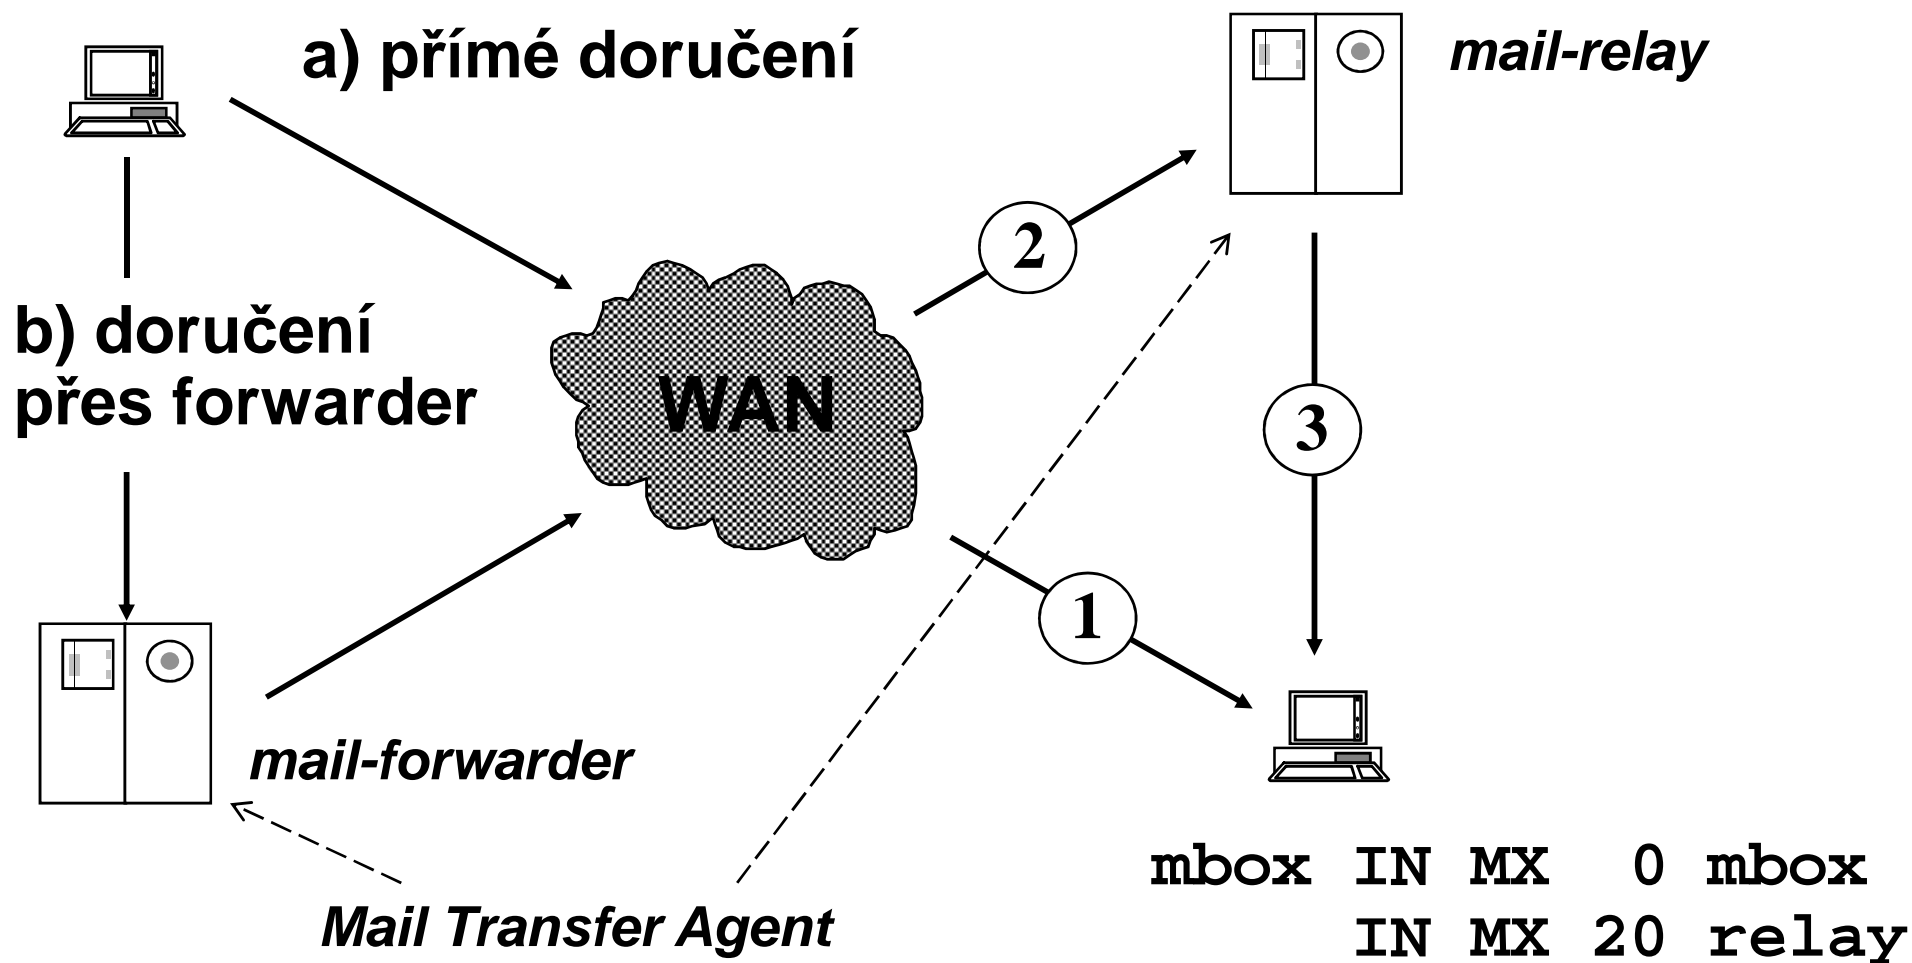 a) přímé doručení
mail-relay
2
b) doručení
přes forwarder
WAN
3
1
mail-forwarder
mbox IN MX 0 mbox
Mail Transfer Agent
IN MX 20 relay